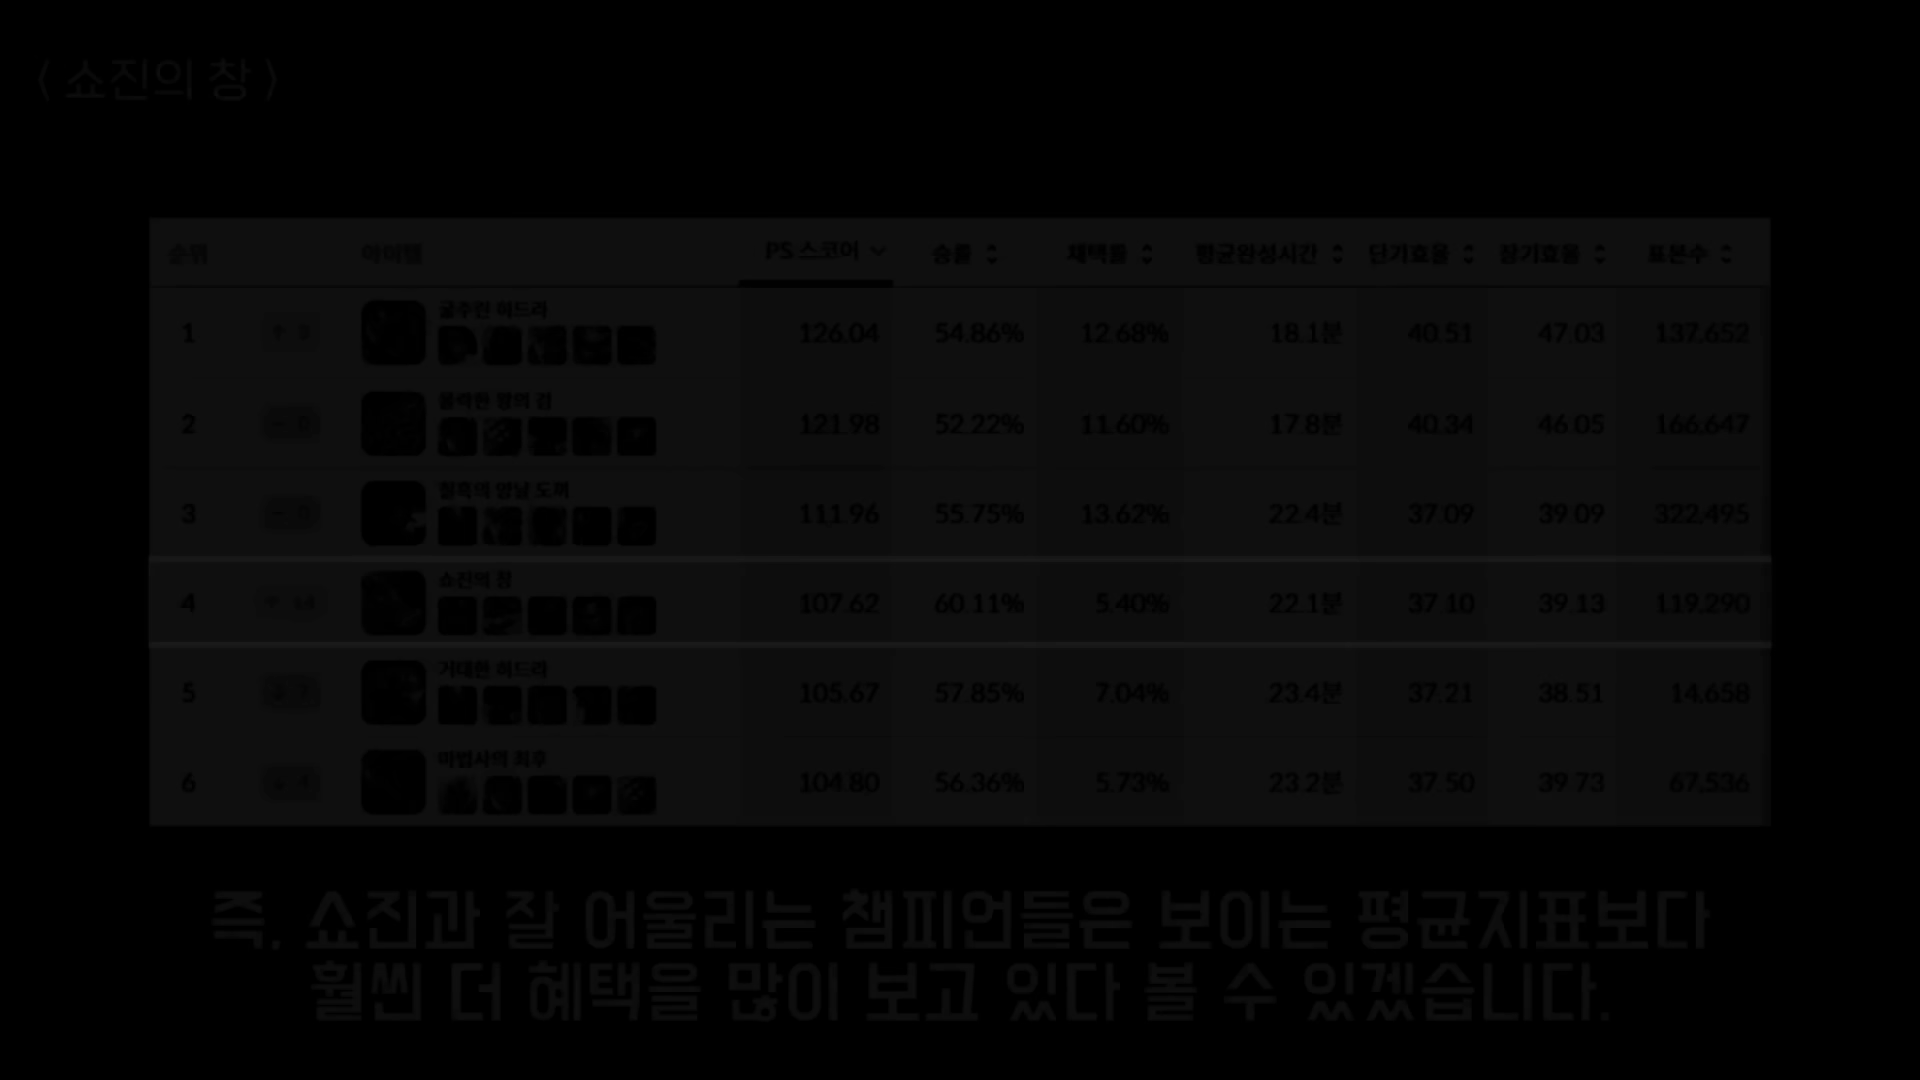 〈 쇼진의 창 〉
순위 아이템 PS 스코어 승률 채택률 평균완성시간 단기효율 장기효율 표본수
굶주린 히드라
1 126.04 54.86% 12.68% 18.1분 40.51 47.03 137,652
몰락한 왕의 검
2 - 0 121.98 52.22% 11.60% 17.8분 40.34 46.05 166,647
칠흑의 양날 도끼
3 - 0 111.96 55.75% 13.62% 22.4분 37.09 39.09 322,495
쇼진의 창
4 107.62 60.11% 5.40% 22.1분 37.10 39.13 119,290
거대한 히드라
5 105.67 57.85% 7.04% 23.4분 37.21 38.51 14,658
마법사의 최후
6 104.80 56.36% 5.73% 23.2분 37.50 39.73 67,536
즉, 쇼진과 잘 어울리는 챔피언들은 보이는 평균지표보다
훨씬 더 혜택을 많이 보고 있다 볼 수 있겠습니다.